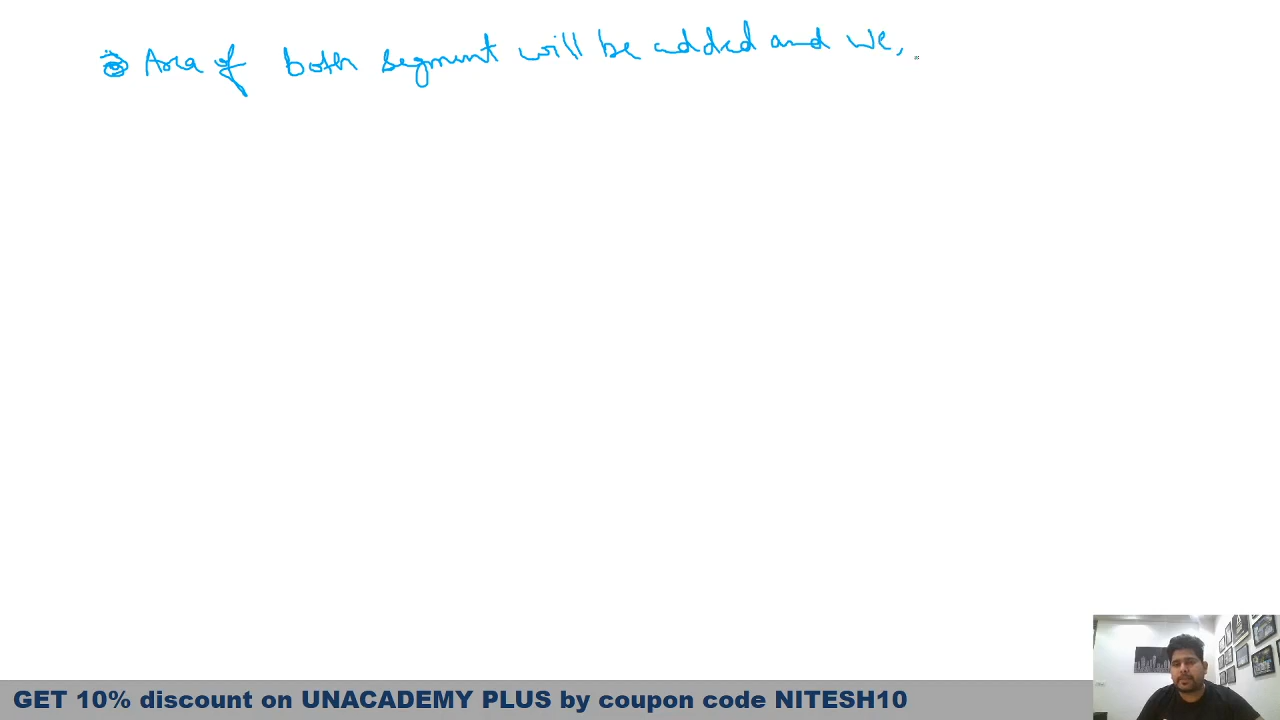 Area of both segment will be added and we,
GET 10% discount on UNACADEMY PLUS by coupon code NITESH10